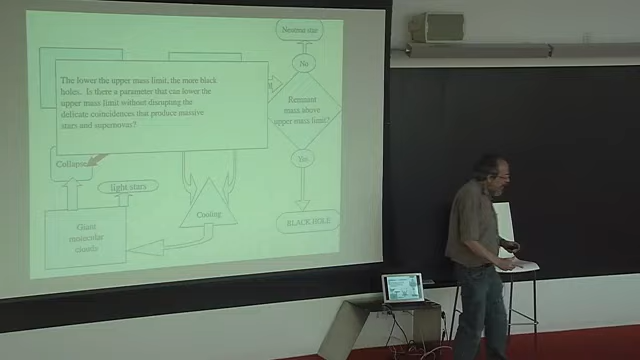 Neutron star
No
The lower the upper mass limit, the more black
holes. Is there a parameter that can lower the
upper mass limit without disrupting the
delicate coincidences that produce massive
stars and supernovas?
Remnant
mass above
upper mass limit?
Yes
Collapse
light stars
Giant
molecular
clouds
Cooling
BLACK HOLE